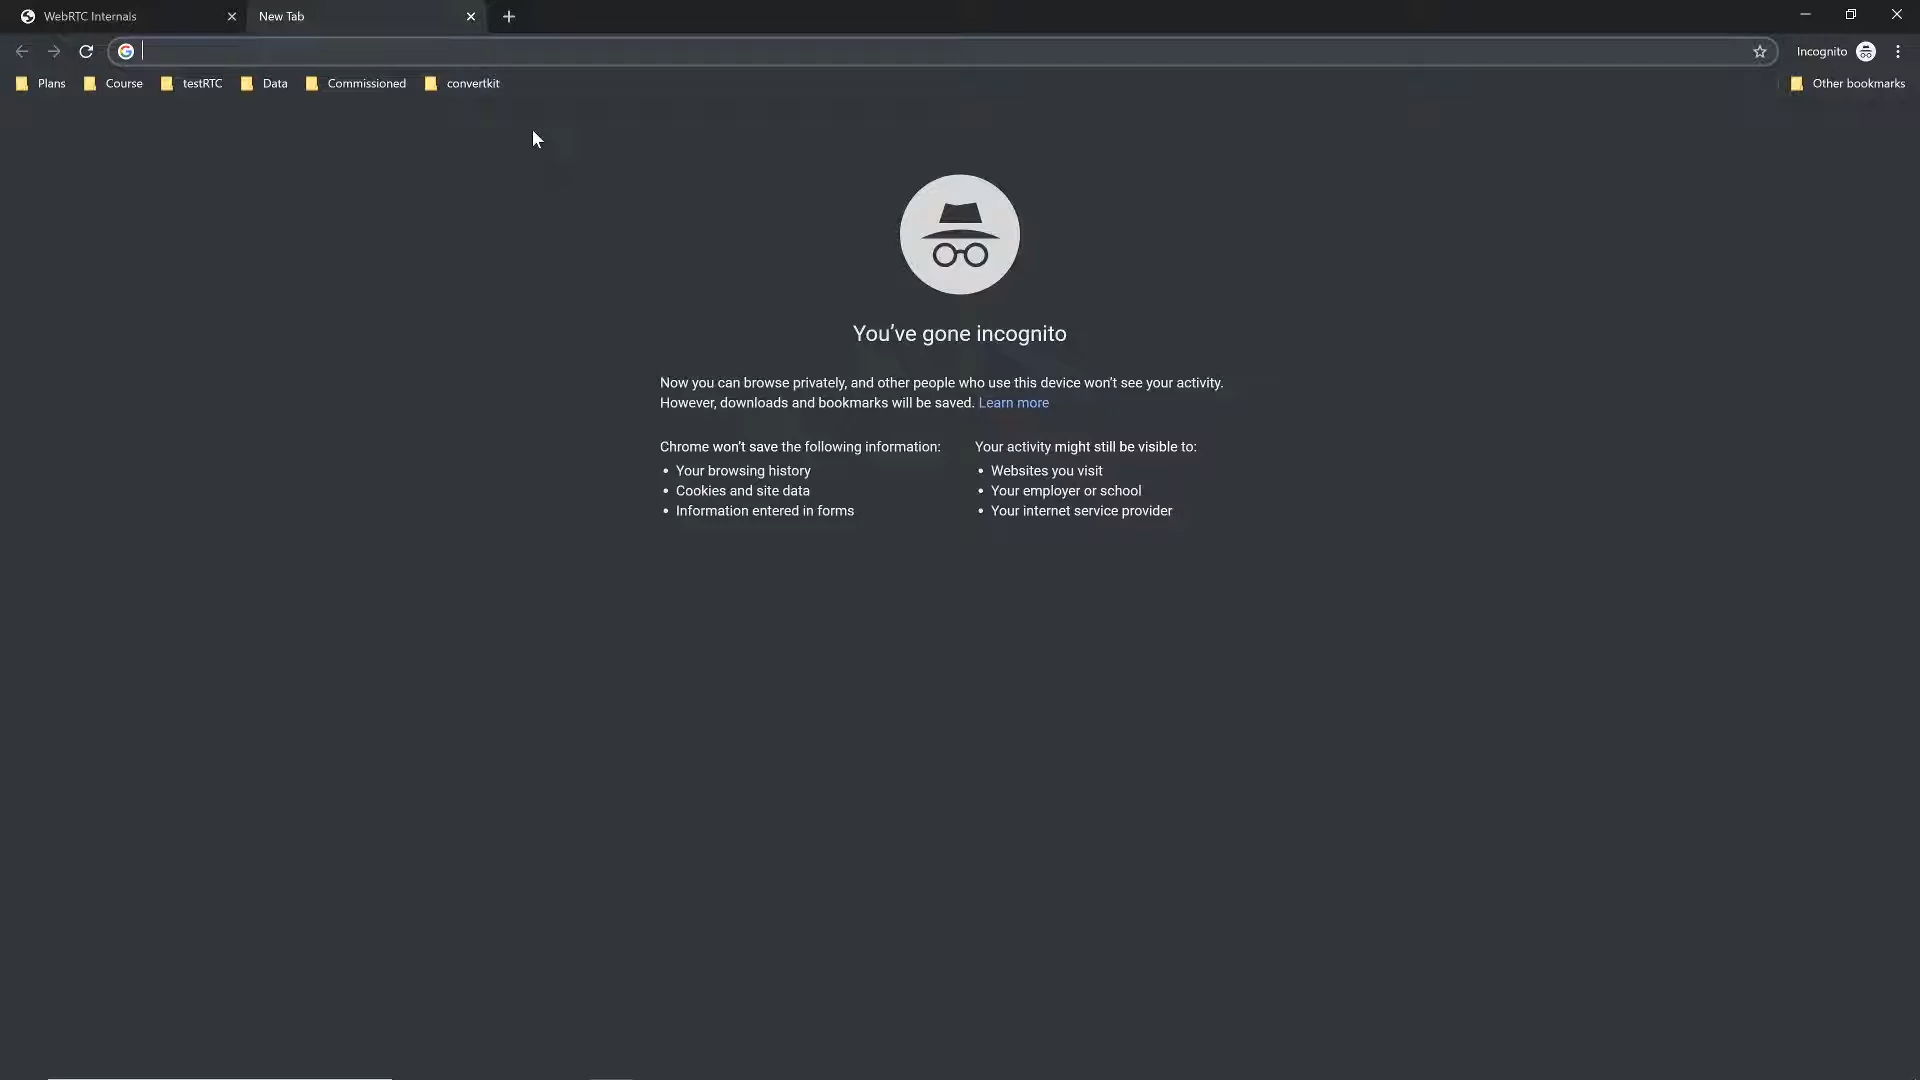 WebRTC Internals
New Tab
Incognito
Plans
Course
testRTC
Data
Commissioned
convertkit
Other bookmarks
You've gone incognito
Now you can browse privately, and other people who use this device won't see your activity.
However, downloads and bookmarks will be saved. Learn more
Chrome won't save the following information:
• Your browsing history
• Cookies and site data
• Information entered in forms
Your activity might still be visible to:
• Websites you visit
• Your employer or school
• Your internet service provider